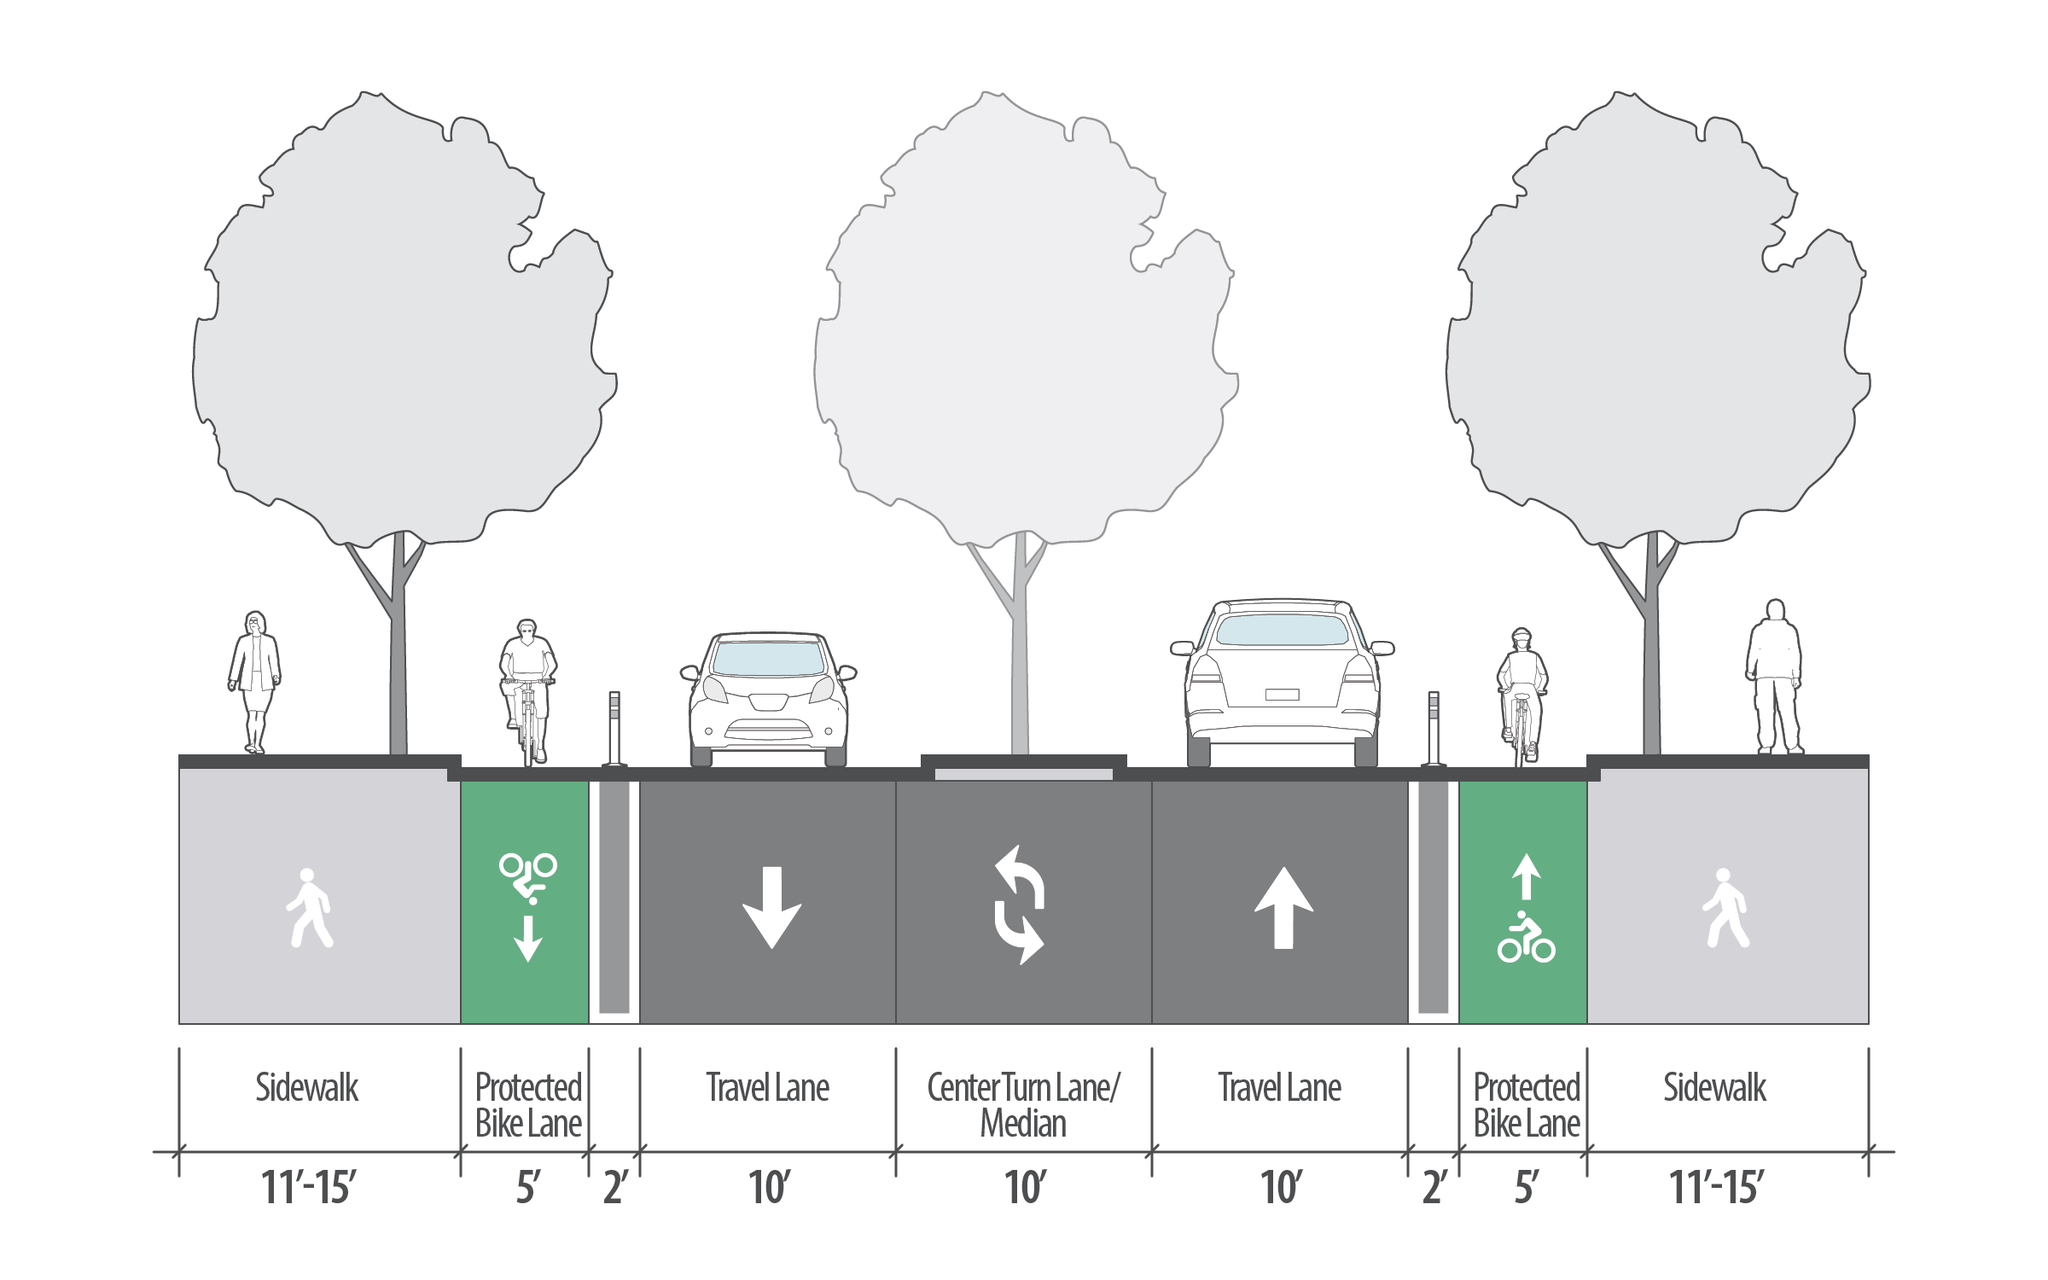 Sidewalk
Protected
Bike Lane
Travel Lane
Center Turn Lane/
Median
Travel Lane
Protected
Bike Lane
Sidewalk
11′-15′
5′
2′
10′
10′
10′
2′
5′
11′-15′